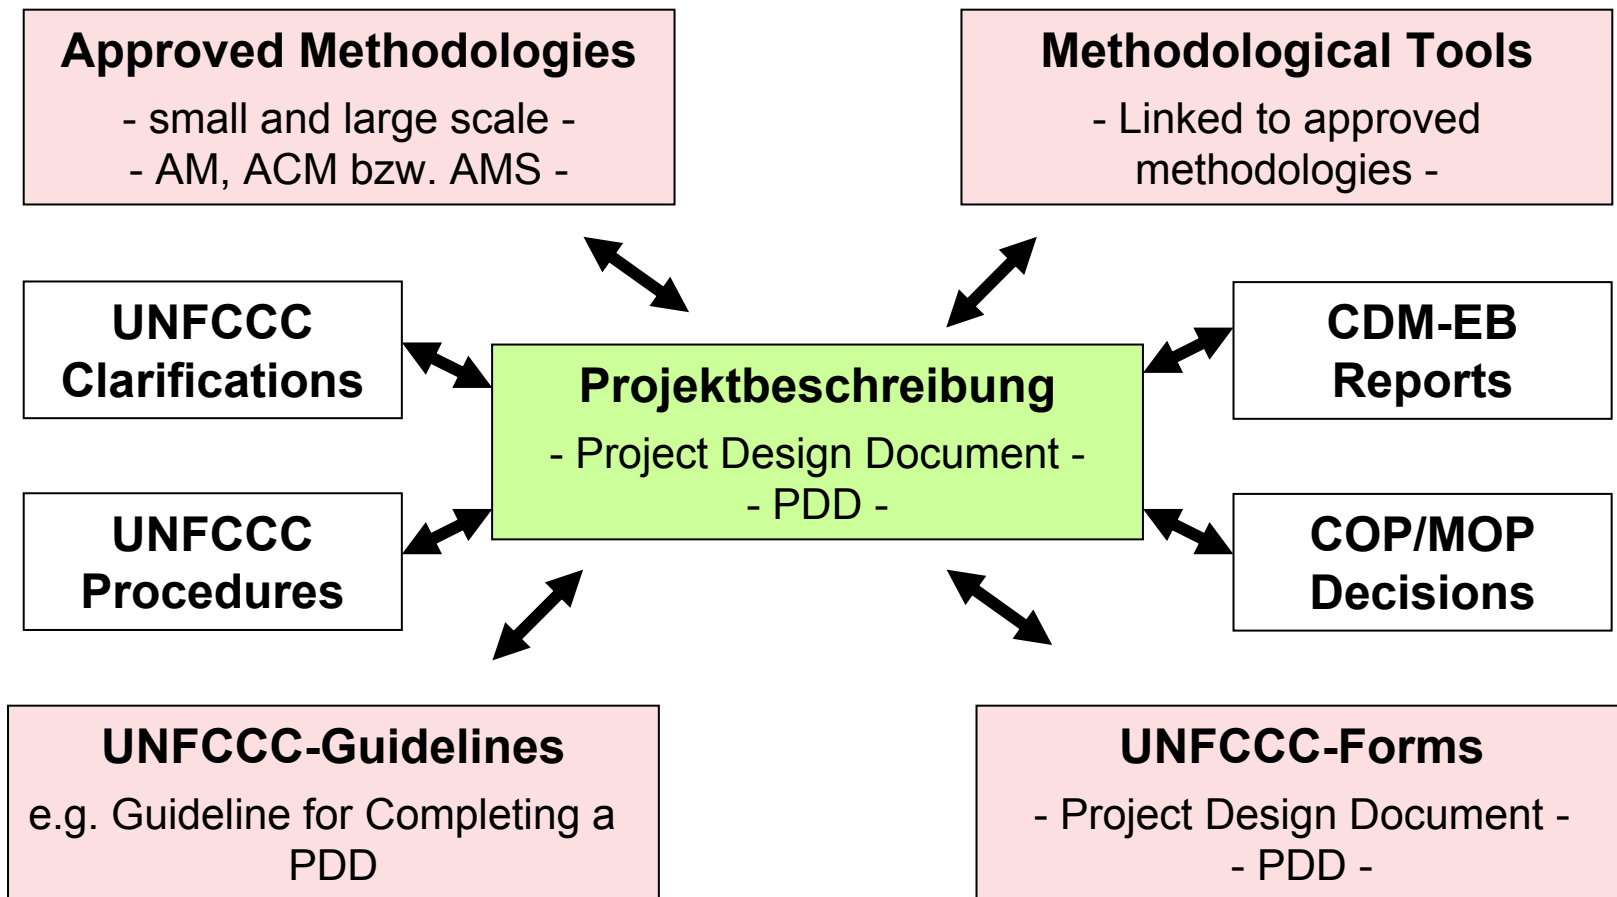 Approved Methodologies
- small and large scale -
- AM, ACM bzw. AMS -
Methodological Tools
- Linked to approved
methodologies -
UNFCCC
Clarifications
Projektbeschreibung
- Project Design Document -
- PDD -
CDM-EB
Reports
UNFCCC
Procedures
COP/MOP
Decisions
UNFCCC-Guidelines
e.g. Guideline for Completing a
PDD
UNFCCC-Forms
- Project Design Document -
- PDD -